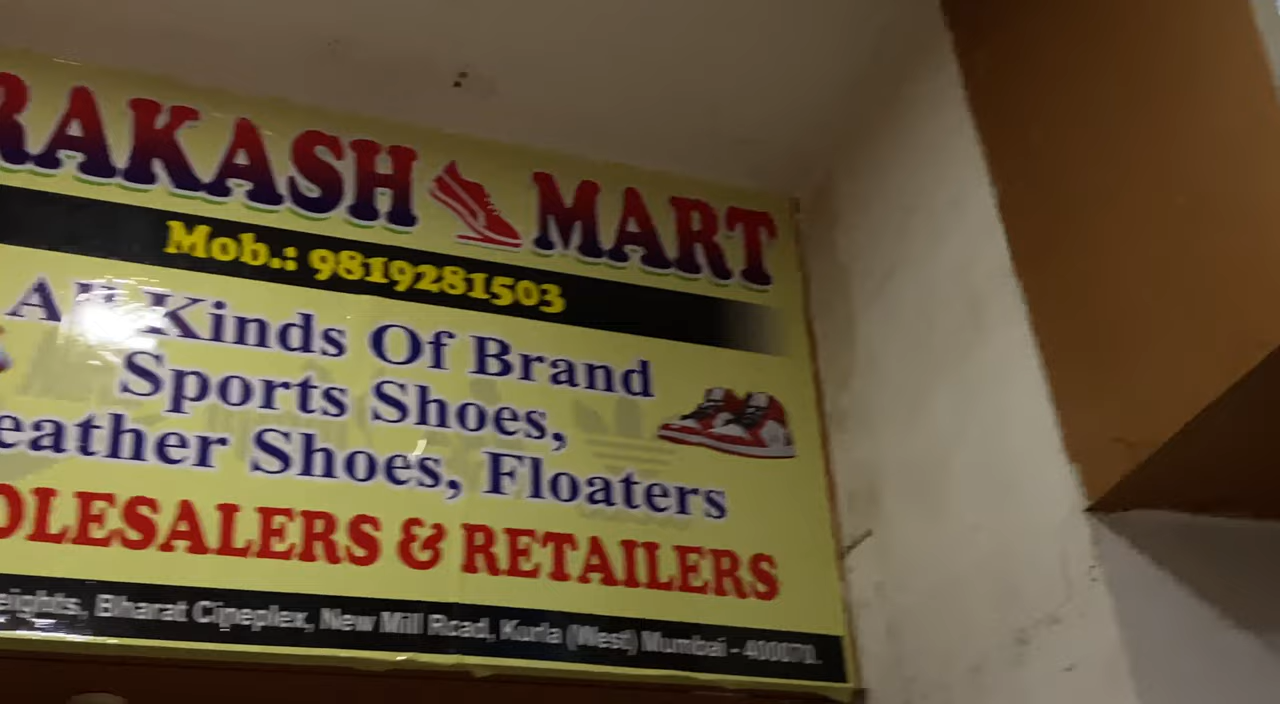 RAKASH MART
Mob.: 9819281503
All Kinds Of Brand
Sports Shoes,
eather Shoes, Floaters
OLESALERS & RETAILERS
eights, Bharat Cineplex, New Mill Road, Kurla (West) Mumbai - 400070.